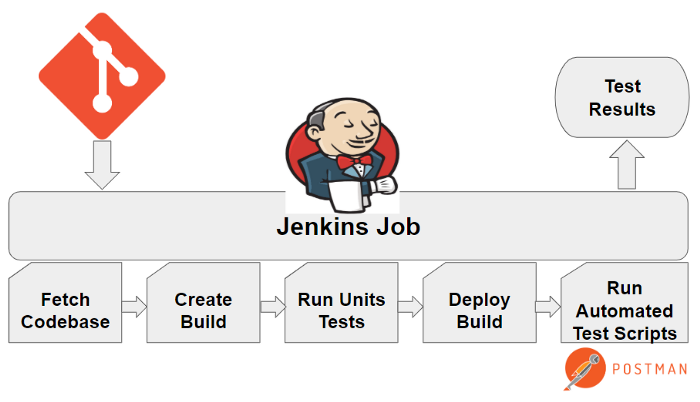 Test
Results
Jenkins Job
Fetch
Codebase
Create
Build
Run Units
Tests
Deploy
Build
Run
Automated
Test Scripts
POSTMAN